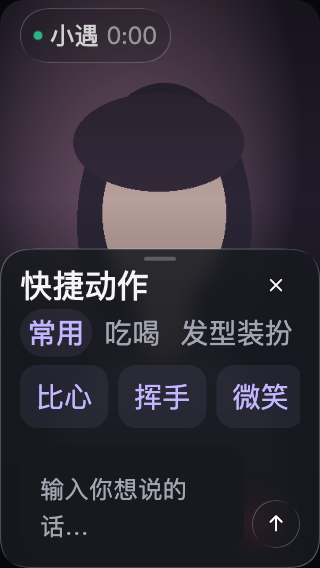 小遇 0:00
快捷动作
常用 吃喝 发型装扮
比心 挥手 微笑
输入你想说的
话...